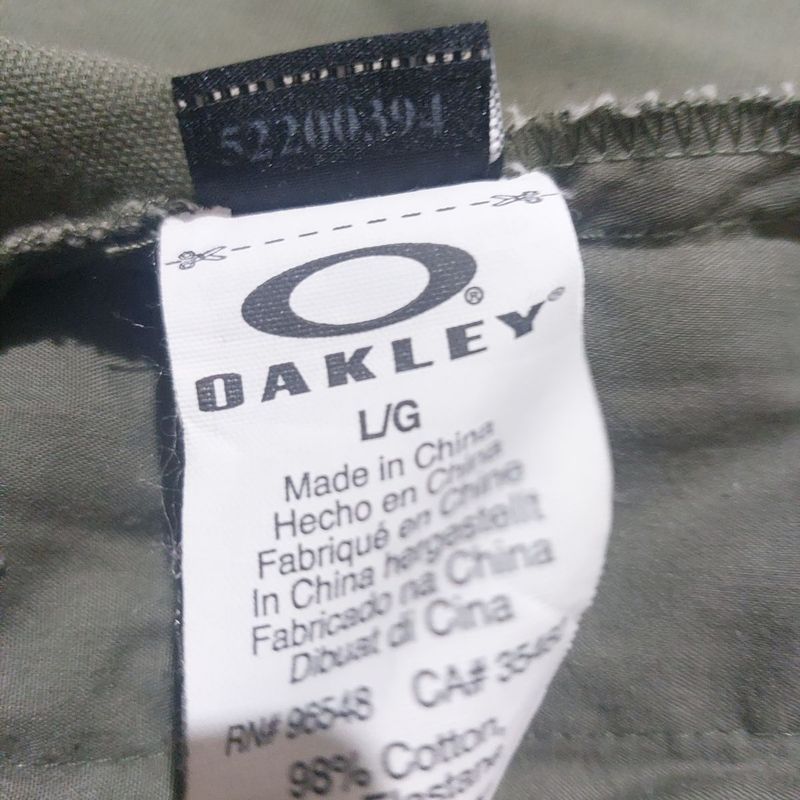 52200394
OAKLEY
L/G
Made in China
Hecho en China
Fabriqué en Chine
In China hergestellt
Fabricado na China
Dibuat di Cina
RN# 96548 CA#
98% Cotton,
Elastane